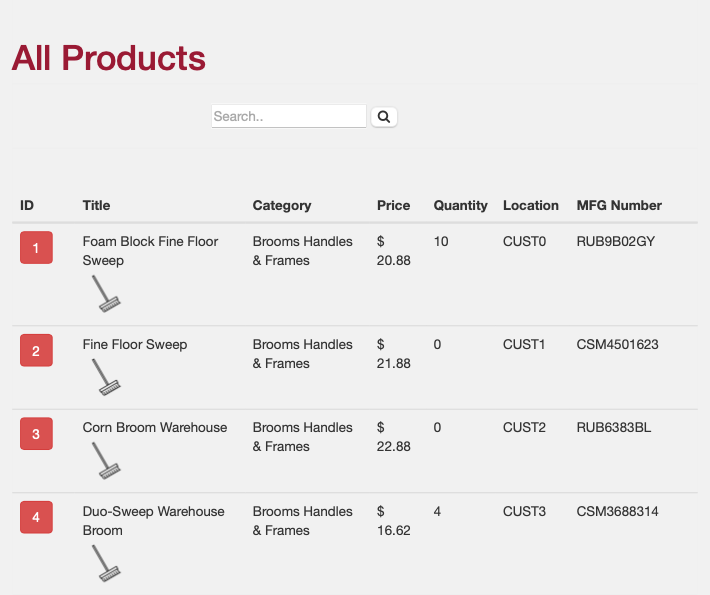 All Products
Search..
ID Title Category Price Quantity Location MFG Number
1 Foam Block Fine Floor Brooms Handles $ 10 CUST0 RUB9B02GY
Sweep & Frames 20.88
2 Fine Floor Sweep Brooms Handles $ 0 CUST1 CSM4501623
& Frames 21.88
3 Corn Broom Warehouse Brooms Handles $ 0 CUST2 RUB6383BL
& Frames 22.88
4 Duo-Sweep Warehouse Brooms Handles $ 4 CUST3 CSM3688314
Broom & Frames 16.62